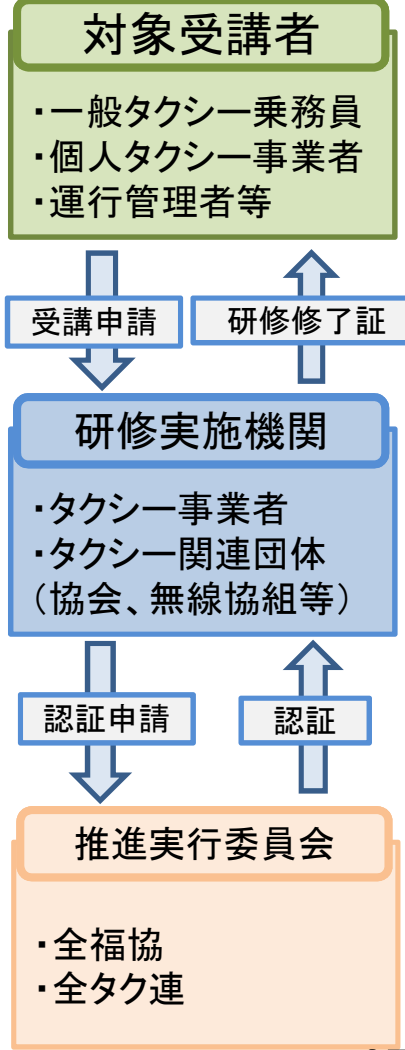 対象受講者
・一般タクシー乗務員
・個人タクシー事業者
・運行管理者等
受講申請
研修修了証
研修実施機関
・タクシー事業者
・タクシー関連団体
（協会、無線協組等）
認証申請
認証
推進実行委員会
・全福協
・全タク連